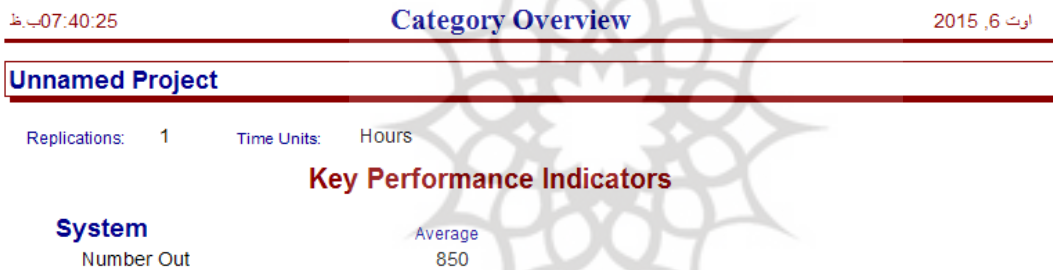 07:40:25ب.ظ Category Overview اوت 6, 2015
Unnamed Project
Replications: 1 Time Units: Hours
Key Performance Indicators
System Average
Number Out 850